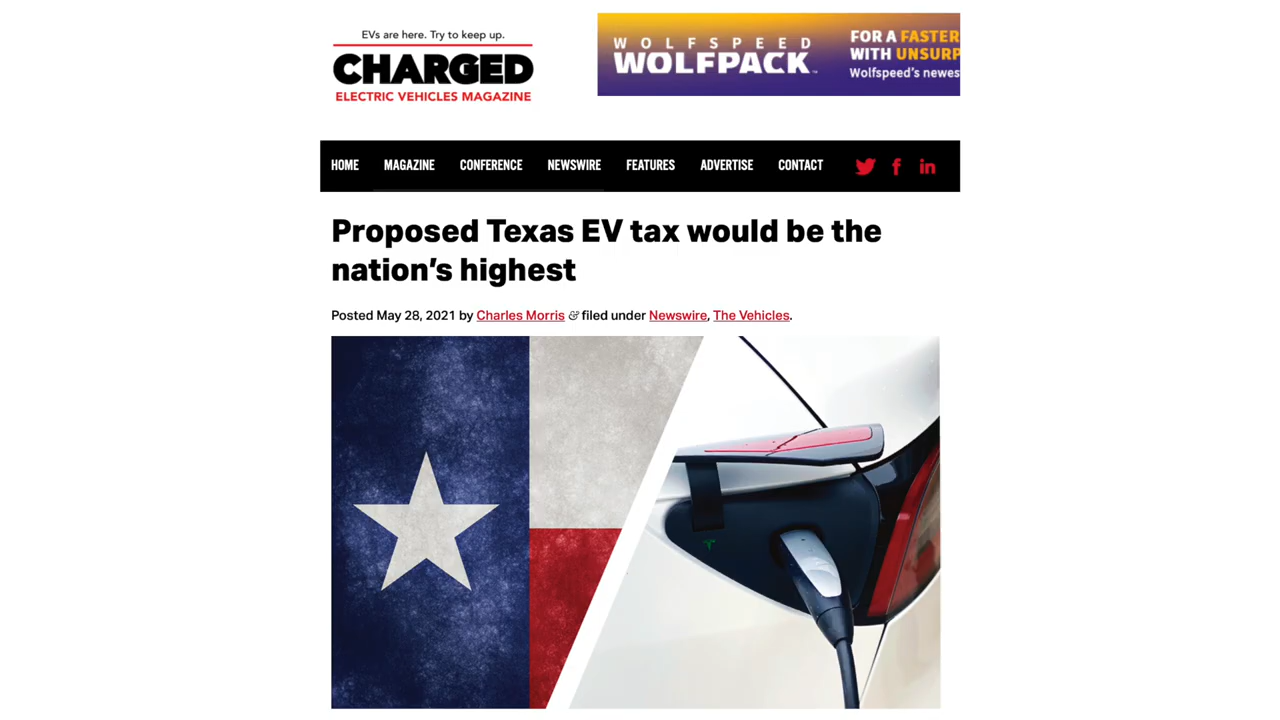 EVs are here. Try to keep up.
CHARGED
ELECTRIC VEHICLES MAGAZINE
WOLFSPEED
WOLFPACK™
FOR A FASTER
WITH UNSURP
Wolfspeed's newes
HOME MAGAZINE CONFERENCE NEWSWIRE FEATURES ADVERTISE CONTACT
Proposed Texas EV tax would be the
nation's highest
Posted May 28, 2021 by Charles Morris & filed under Newswire, The Vehicles.